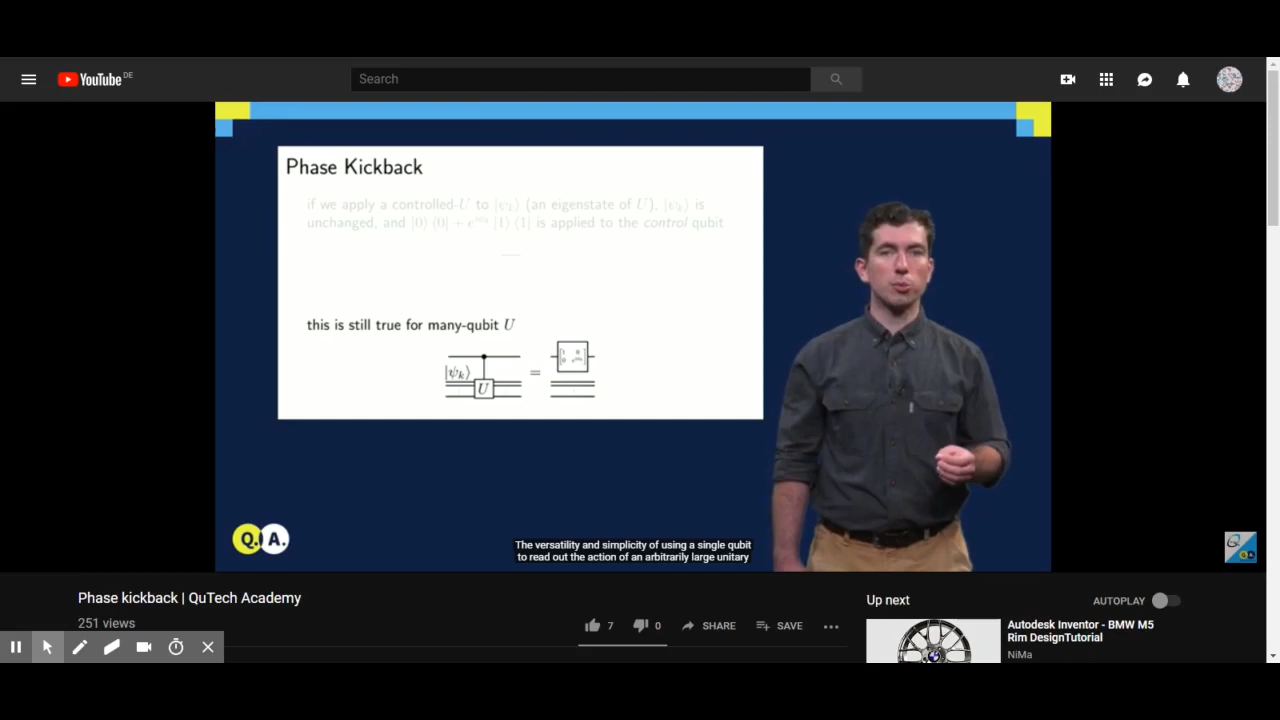 YouTube DE
Search
Phase Kickback
if we apply a controlled-U to |ψₖ⟩ (an eigenstate of U), |ψₖ⟩ is
unchanged, and |0⟩ ⟨0| + e |1⟩ ⟨1| is applied to the control qubit
this is still true for many-qubit U
|ψₖ⟩
U
=
Q. A.
The versatility and simplicity of using a single qubit
to read out the action of an arbitrarily large unitary
Phase kickback | QuTech Academy
251 views
7
0
SHARE
SAVE
Up next
AUTOPLAY
Autodesk Inventor - BMW M5
Rim DesignTutorial
NiMa